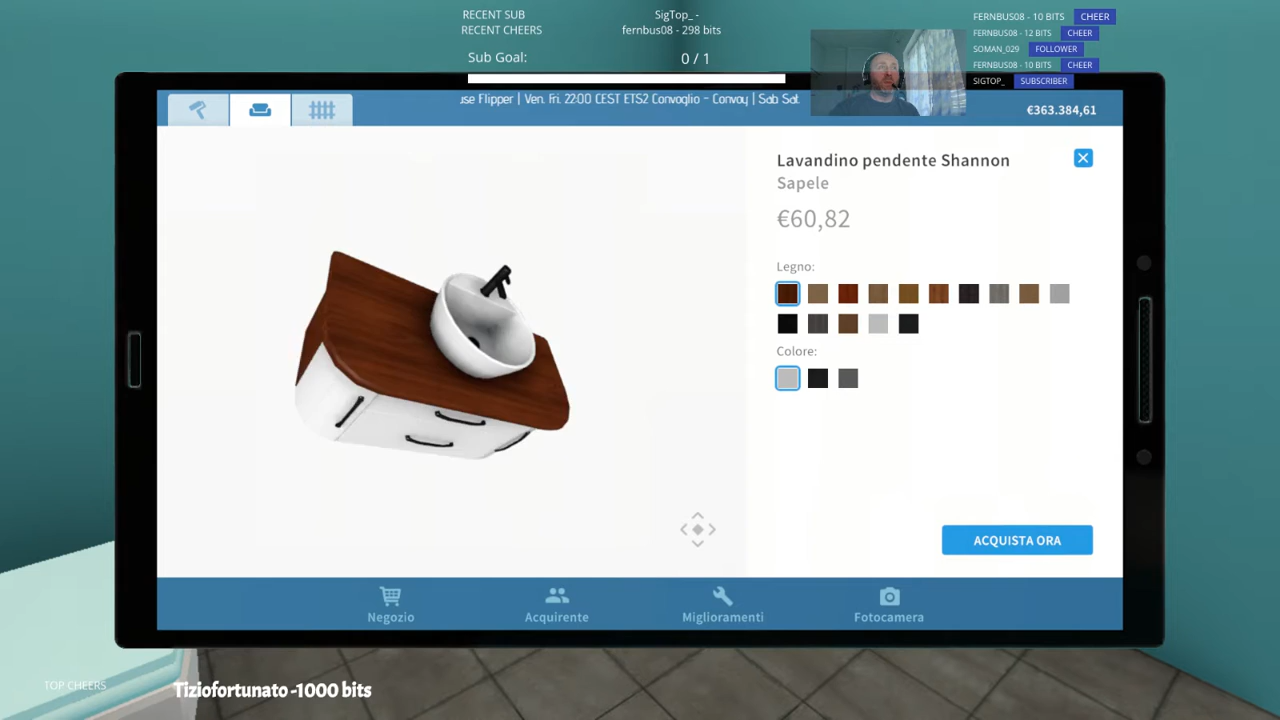 RECENT SUB
SigTop_ -
RECENT CHEERS
fernbus08 - 298 bits
Sub Goal:
0 / 1
FERNBUS08 - 10 BITS CHEER
FERNBUS08 - 12 BITS CHEER
SOMAN_029 FOLLOWER
FERNBUS08 - 10 BITS CHEER
SIGTOP_ SUBSCRIBER
use Flipper | Ven. Fri. 22:00 CEST ETS2 Convoglio - Convoy | Sab Sat.
€363.384,61
Lavandino pendente Shannon
Sapele
€60,82
Legno:
Colore:
ACQUISTA ORA
Negozio
Acquirente
Miglioramenti
Fotocamera
TOP CHEERS
Tiziofortunato -1000 bits